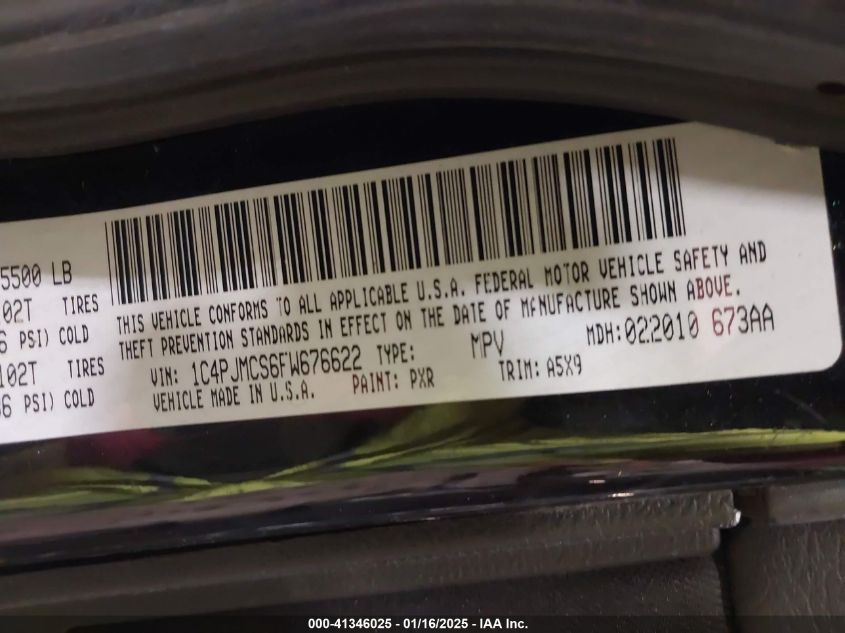 5500 LB
02T TIRES
6 PSI) COLD
102T TIRES
36 PSI) COLD
THIS VEHICLE CONFORMS TO ALL APPLICABLE U.S.A. FEDERAL MOTOR VEHICLE SAFETY AND
THEFT PREVENTION STANDARDS IN EFFECT ON THE DATE OF MANUFACTURE SHOWN ABOVE.
VIN: 1C4PJMCS6FW676622 TYPE: MPV MDH:022010 673AA
VEHICLE MADE IN U.S.A. PAINT: PXR TRIM: A5X9
000-41346025 - 01/16/2025 - IAA Inc.